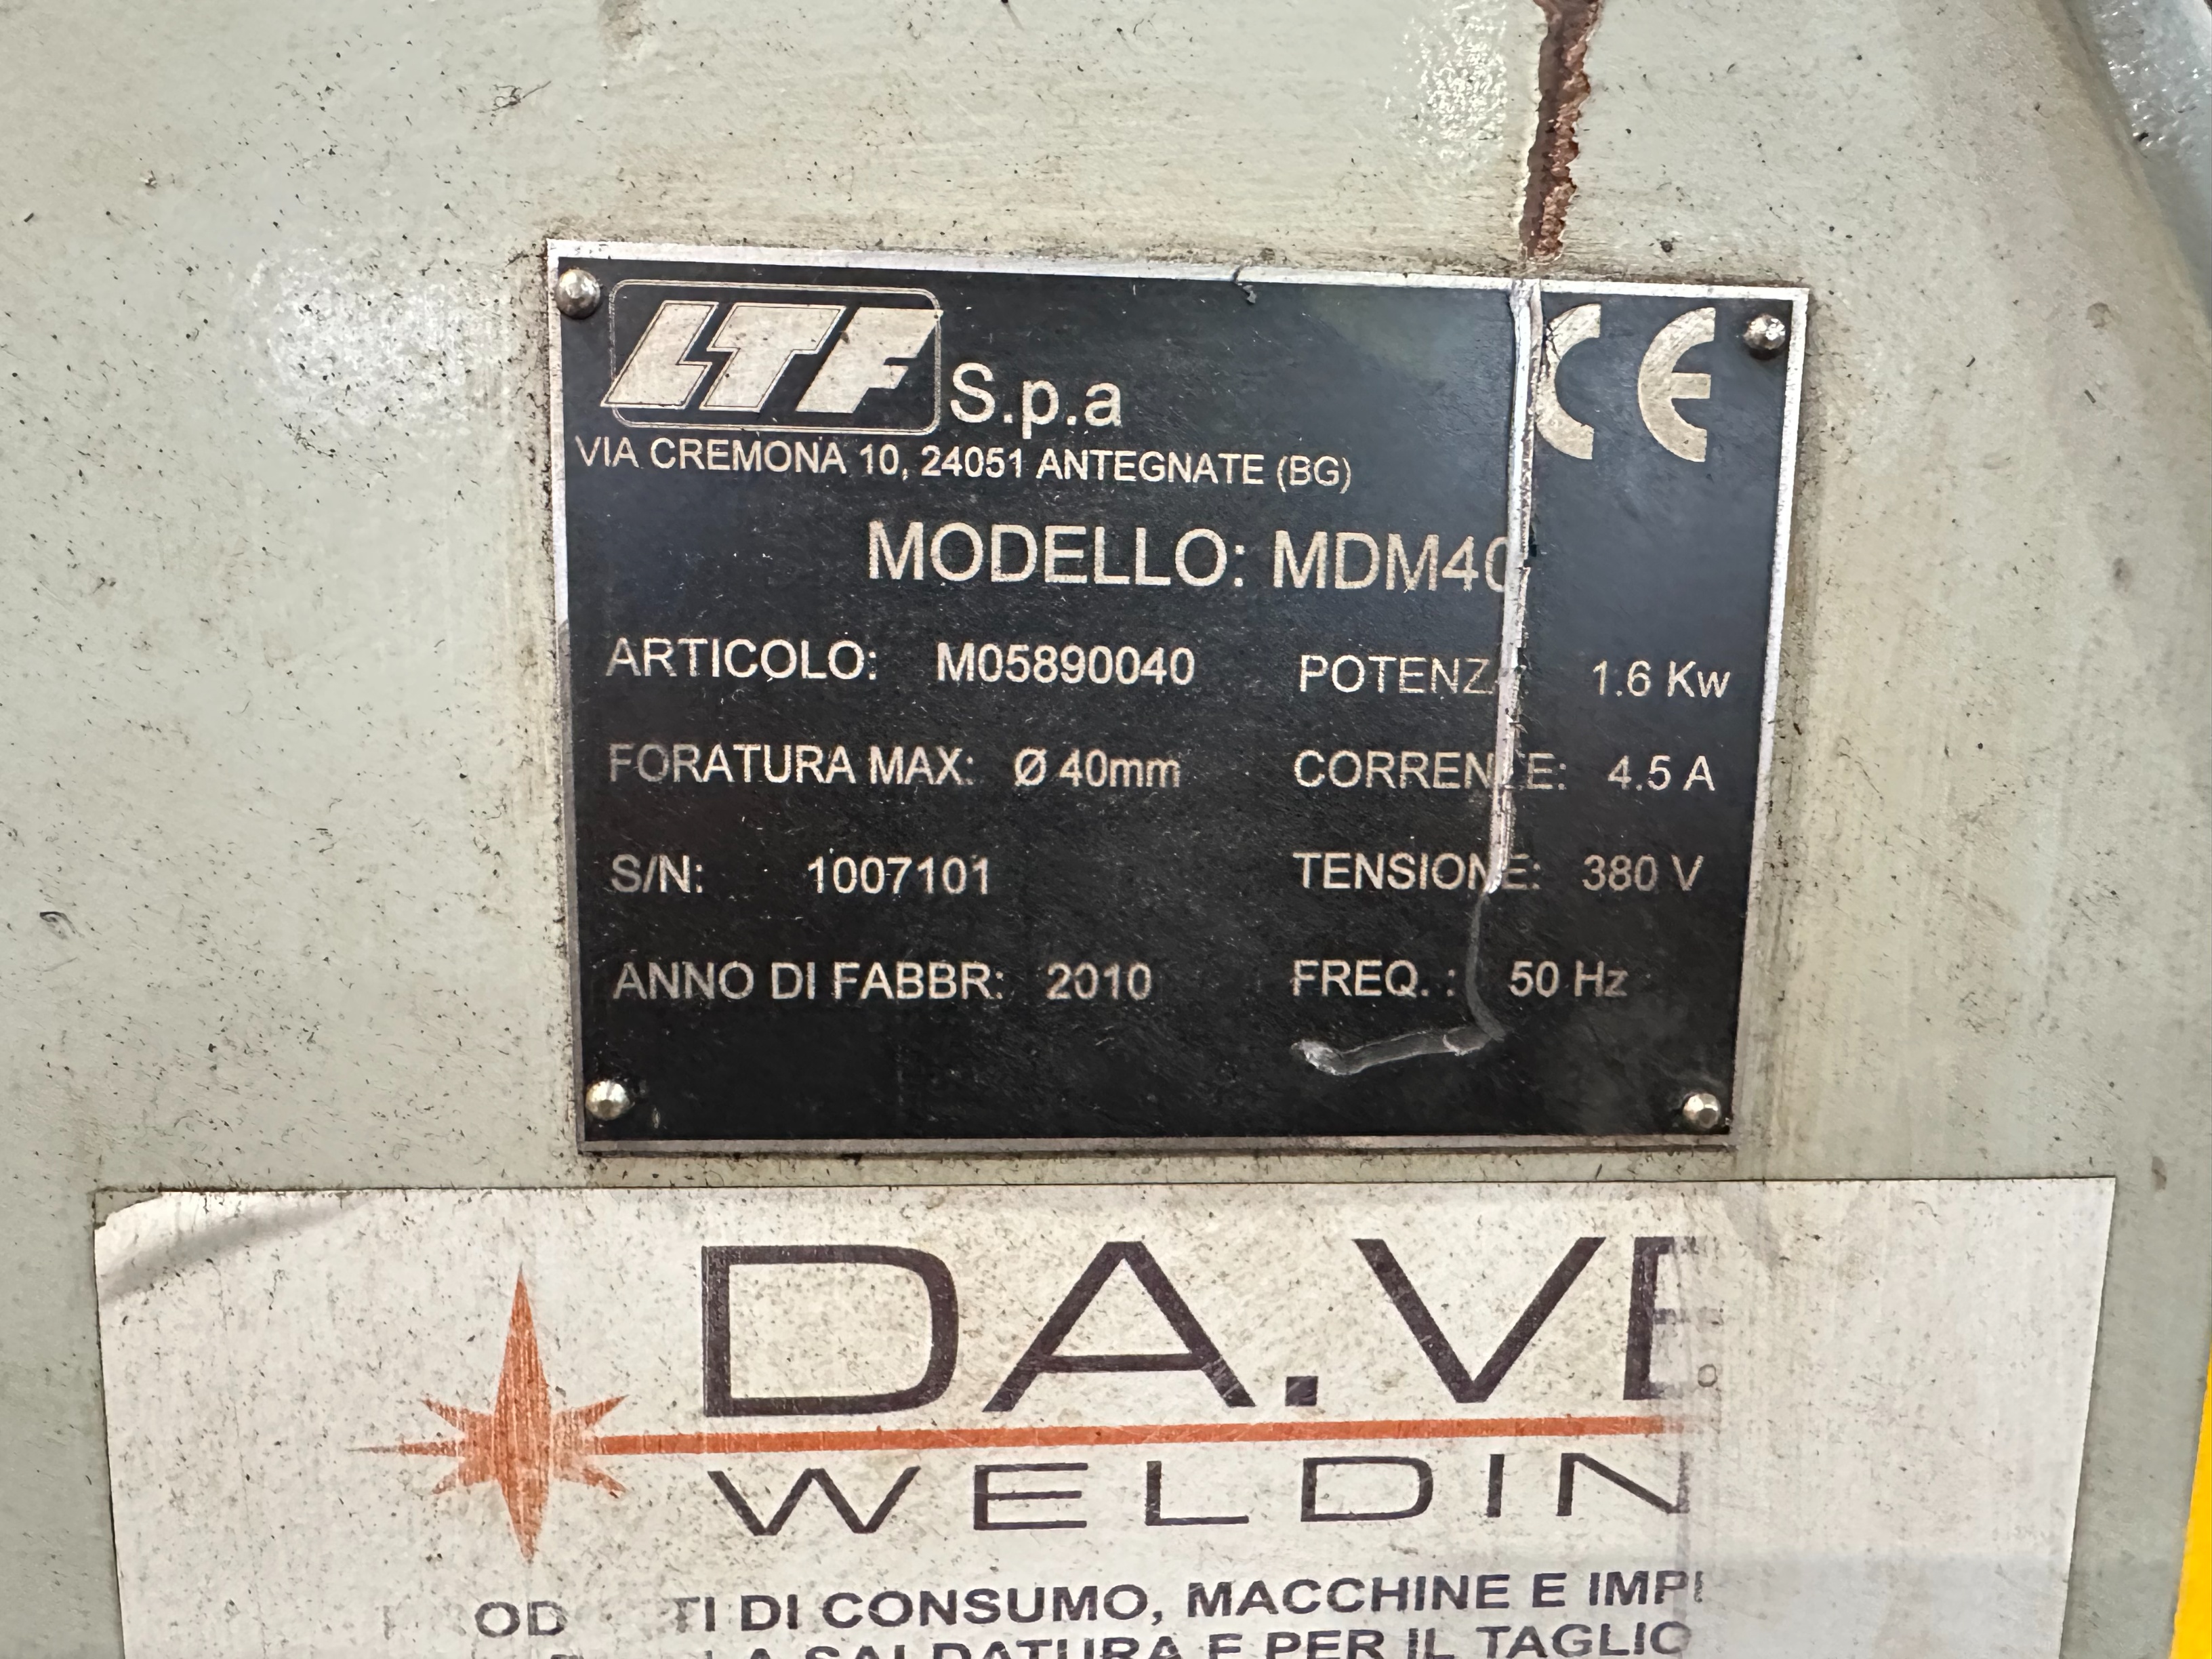 LTF S.p.a
CE
VIA CREMONA 10, 24051 ANTEGNATE (BG)
MODELLO: MDM40
ARTICOLO: M05890040
POTENZA 1.6 Kw
FORATURA MAX: Ø 40mm
CORRENTE: 4.5 A
S/N: 1007101
TENSIONE: 380 V
ANNO DI FABBR: 2010
FREQ. : 50 Hz
DA.VE
WELDIN
TI DI CONSUMO, MACCHINE E IMPI
LA SALDATURA E PER IL TAGLIO